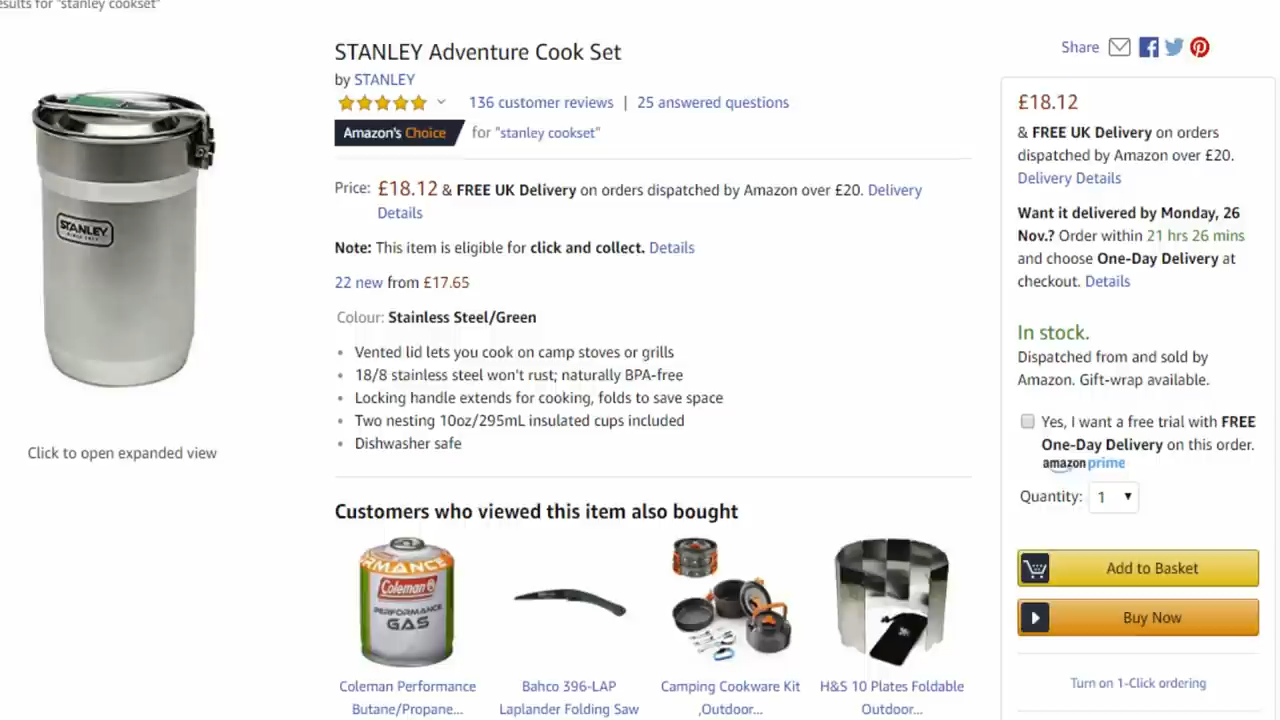 esults for "stanley cookset"
STANLEY Adventure Cook Set
by STANLEY
136 customer reviews | 25 answered questions
Amazon's Choice for "stanley cookset"
Price: £18.12 & FREE UK Delivery on orders dispatched by Amazon over £20. Delivery
Details
Note: This item is eligible for click and collect. Details
22 new from £17.65
Colour: Stainless Steel/Green
• Vented lid lets you cook on camp stoves or grills
• 18/8 stainless steel won't rust; naturally BPA-free
• Locking handle extends for cooking, folds to save space
• Two nesting 10oz/295mL insulated cups included
• Dishwasher safe
STANLEY
Click to open expanded view
Customers who viewed this item also bought
RMANCE
Coleman
PERFORMANCE
GAS
Coleman Performance
Butane/Propane...
Bahco 396-LAP
Laplander Folding Saw
Camping Cookware Kit
,Outdoor...
H&S 10 Plates Foldable
Outdoor...
Share
£18.12
& FREE UK Delivery on orders
dispatched by Amazon over £20.
Delivery Details
Want it delivered by Monday, 26
Nov.? Order within 21 hrs 26 mins
and choose One-Day Delivery at
checkout. Details
In stock.
Dispatched from and sold by
Amazon. Gift-wrap available.
Yes, I want a free trial with FREE
One-Day Delivery on this order.
amazon prime
Quantity: 1
Add to Basket
Buy Now
Turn on 1-Click ordering